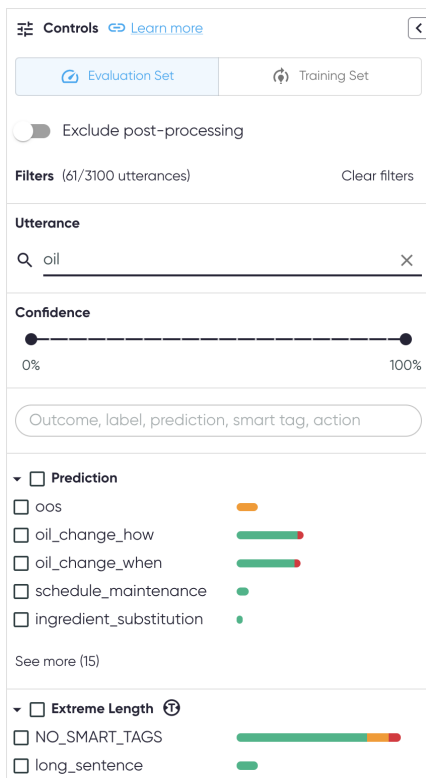 Controls Learn more
Evaluation Set Training Set
Exclude post-processing
Filters (61/3100 utterances) Clear filters
Utterance
oil
Confidence
0% 100%
Outcome, label, prediction, smart tag, action
Prediction
oos
oil_change_how
oil_change_when
schedule_maintenance
ingredient_substitution
See more (15)
Extreme Length T
NO_SMART_TAGS
long_sentence